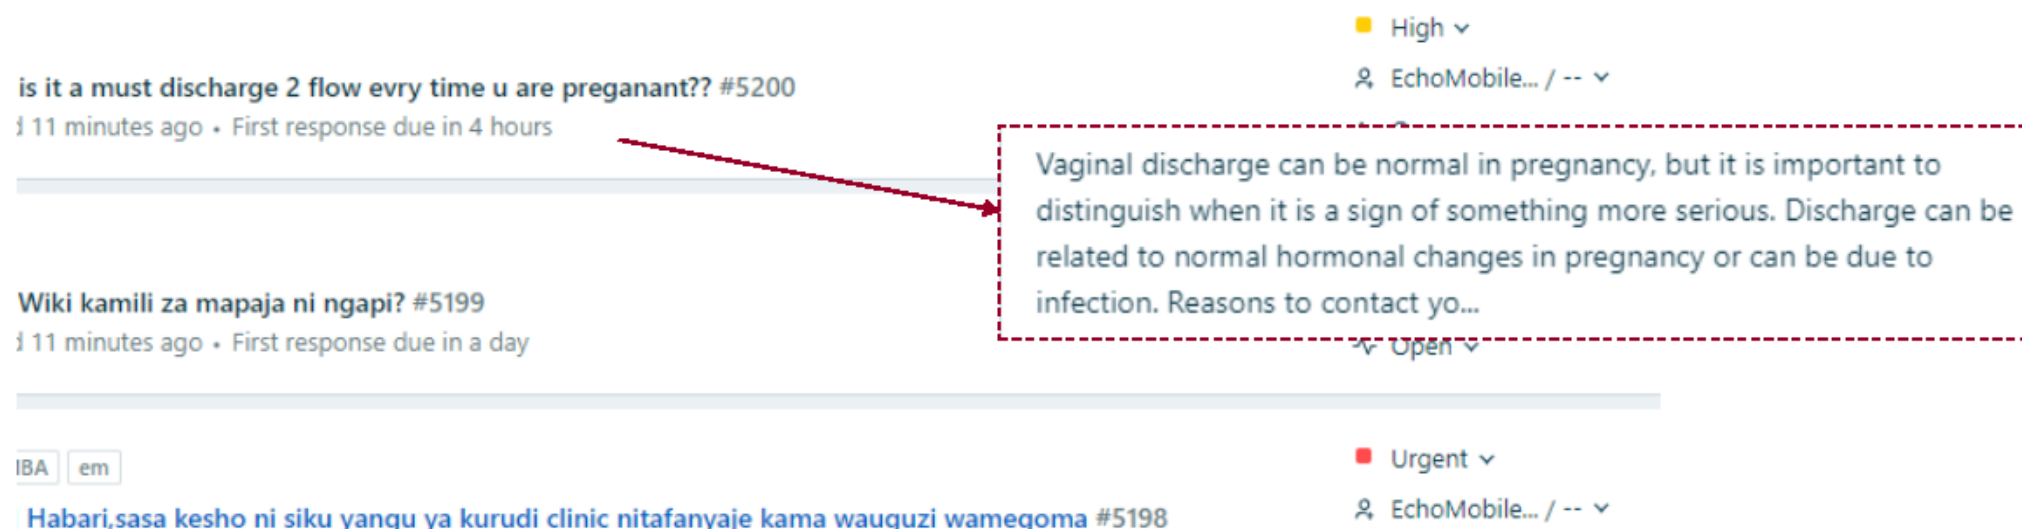 High
is it a must discharge 2 flow evry time u are preganant?? #5200
EchoMobile... / --
11 minutes ago • First response due in 4 hours
Vaginal discharge can be normal in pregnancy, but it is important to
distinguish when it is a sign of something more serious. Discharge can be
related to normal hormonal changes in pregnancy or can be due to
infection. Reasons to contact yo...
Wiki kamili za mapaja ni ngapi? #5199
11 minutes ago • First response due in a day
Open
IBA em
Urgent
Habari,sasa kesho ni siku yangu ya kurudi clinic nitafanyaje kama wauguzi wamegoma #5198
EchoMobile... / --